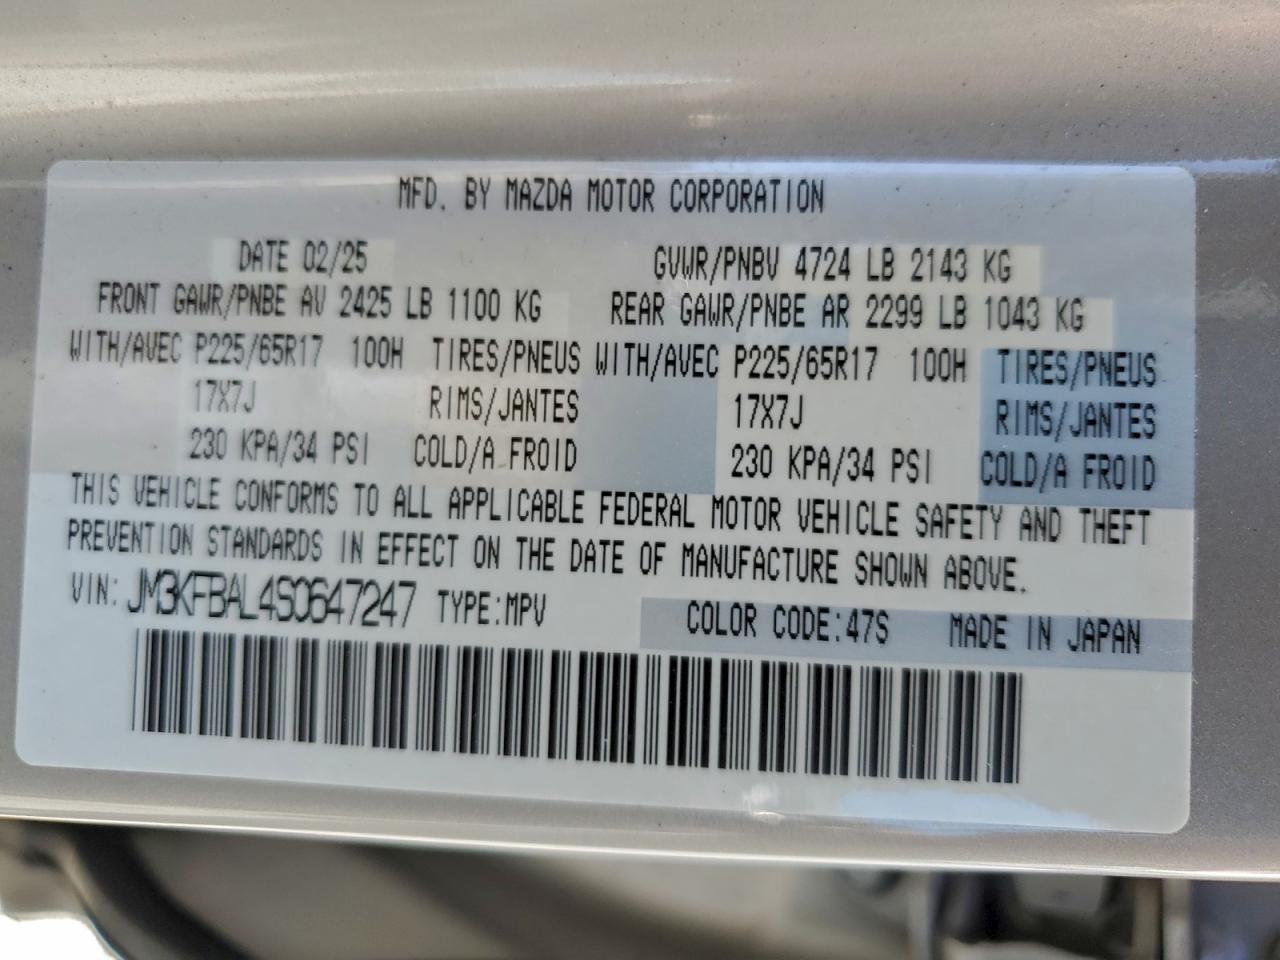 MFD. BY MAZDA MOTOR CORPORATION
DATE 02/25 GVWR/PNBV 4724 LB 2143 KG
FRONT GAWR/PNBE AV 2425 LB 1100 KG REAR GAWR/PNBE AR 2299 LB 1043 KG
WITH/AVEC P225/65R17 100H TIRES/PNEUS WITH/AVEC P225/65R17 100H TIRES/PNEUS
17X7J RIMS/JANTES 17X7J RIMS/JANTES
230 KPA/34 PSI COLD/A FROID 230 KPA/34 PSI COLD/A FROID
THIS VEHICLE CONFORMS TO ALL APPLICABLE FEDERAL MOTOR VEHICLE SAFETY AND THEFT
PREVENTION STANDARDS IN EFFECT ON THE DATE OF MANUFACTURE SHOWN ABOVE.
VIN: JM3KFBAL4S0647247 TYPE:MPV COLOR CODE:47S MADE IN JAPAN